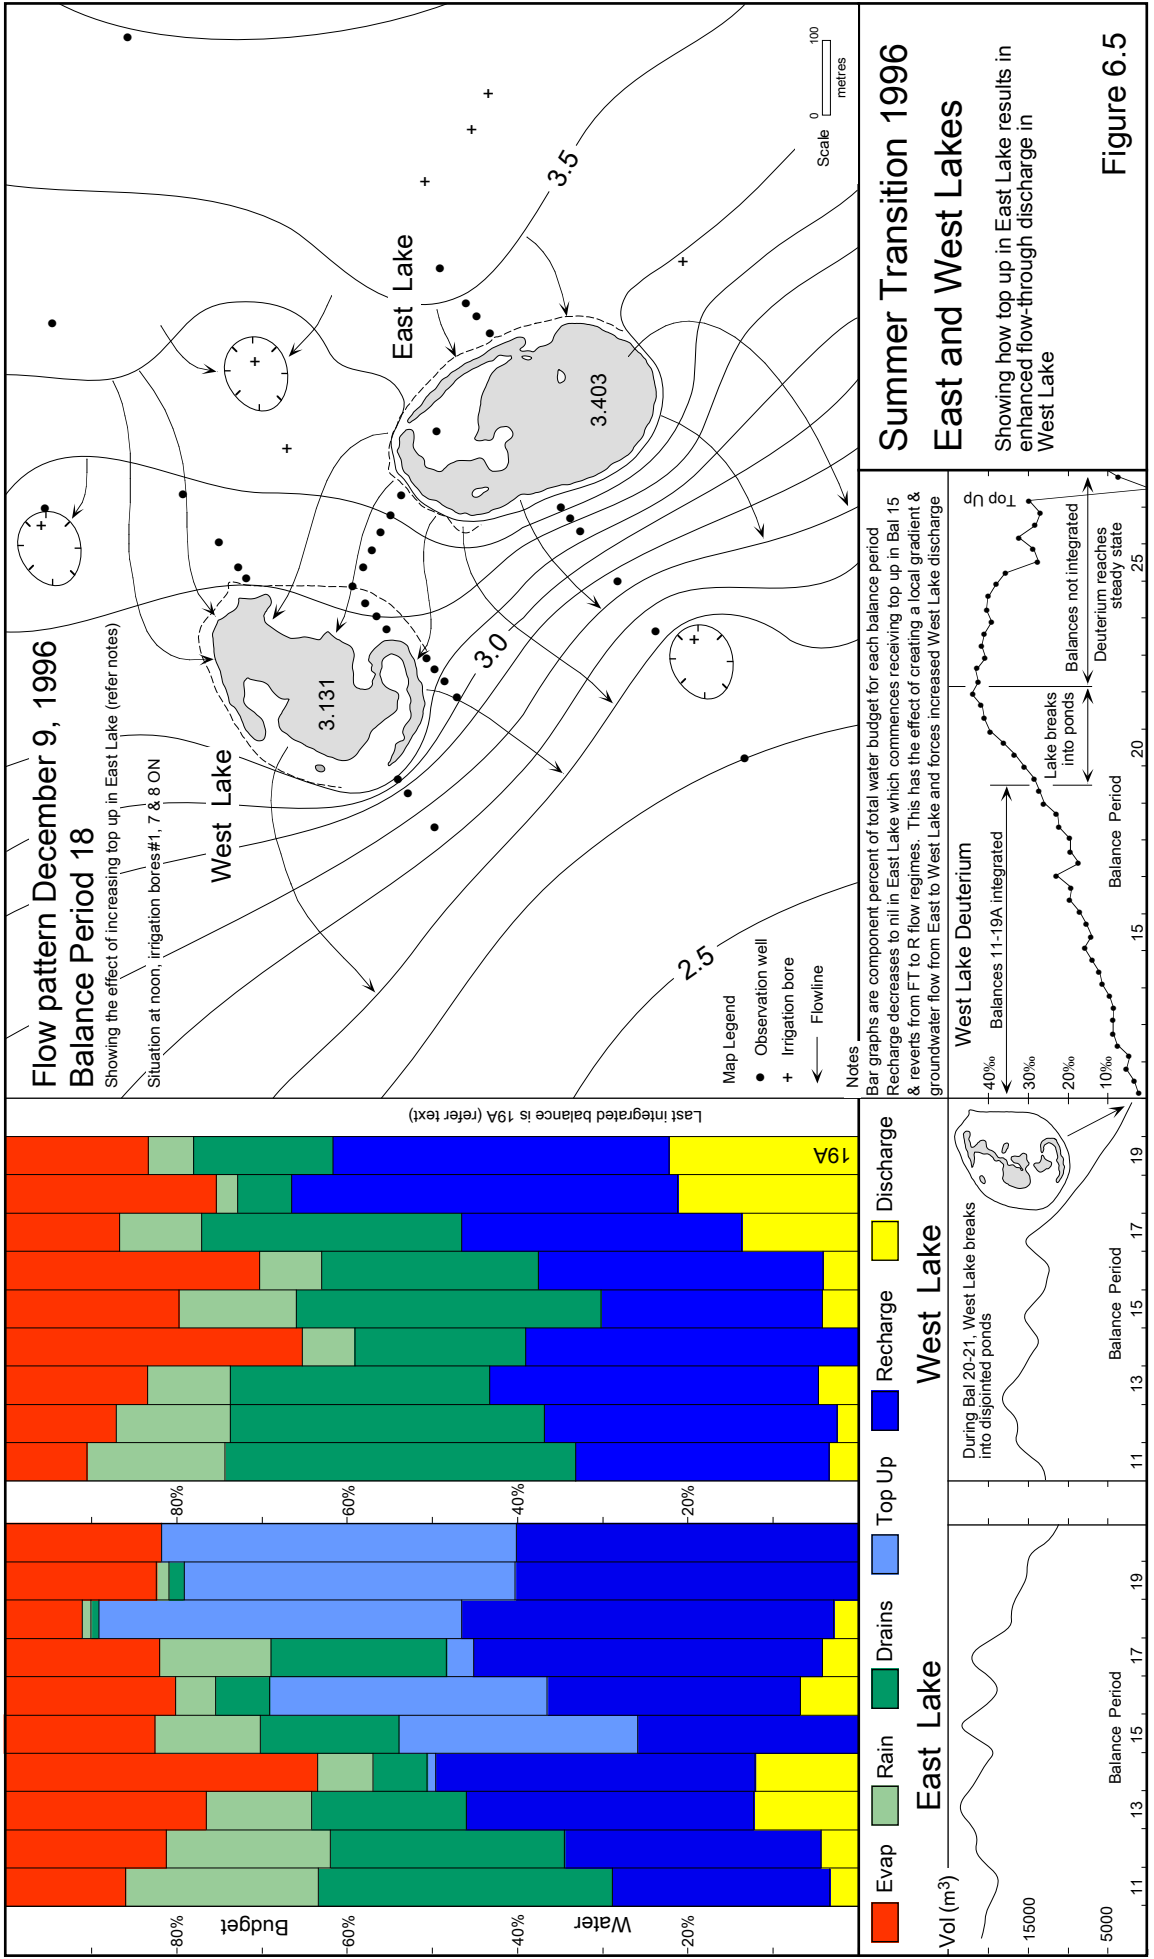 Flow pattern December 9, 1996
Balance Period 18
Showing the effect of increasing top up in East Lake (refer notes)
Situation at noon, irrigation bores#1, 7 & 8 ON
West Lake
3.131
East Lake
3.403
3.5
3.0
2.5
Scale
0
100
metres
Map Legend
Observation well
Irrigation bore
Flowline
Notes
Bar graphs are component percent of total water budget for each balance period
Recharge decreases to nil in East Lake which commences receiving top up in Bal 15
& reverts from FT to R flow regimes. This has the effect of creating a local gradient &
groundwater flow from East to West Lake and forces increased West Lake discharge
Summer Transition 1996
East and West Lakes
Showing how top up in East Lake results in
enhanced flow-through discharge in
West Lake
Figure 6.5
West Lake Deuterium
Balances 11-19A integrated
Lake breaks
into ponds
Balances not integrated
Deuterium reaches
steady state
Top Up
40‰
30‰
20‰
10‰
15
20
25
Balance Period
Water
Budget
80%
60%
40%
20%
80%
60%
40%
20%
19A
Last integrated balance is 19A (refer text)
Evap
Rain
Drains
Top Up
Recharge
Discharge
East Lake
West Lake
Vol (m³)
15000
5000
11
13
15
17
19
Balance Period
11
13
15
17
19
Balance Period
During Bal 20-21, West Lake breaks
into disjointed ponds